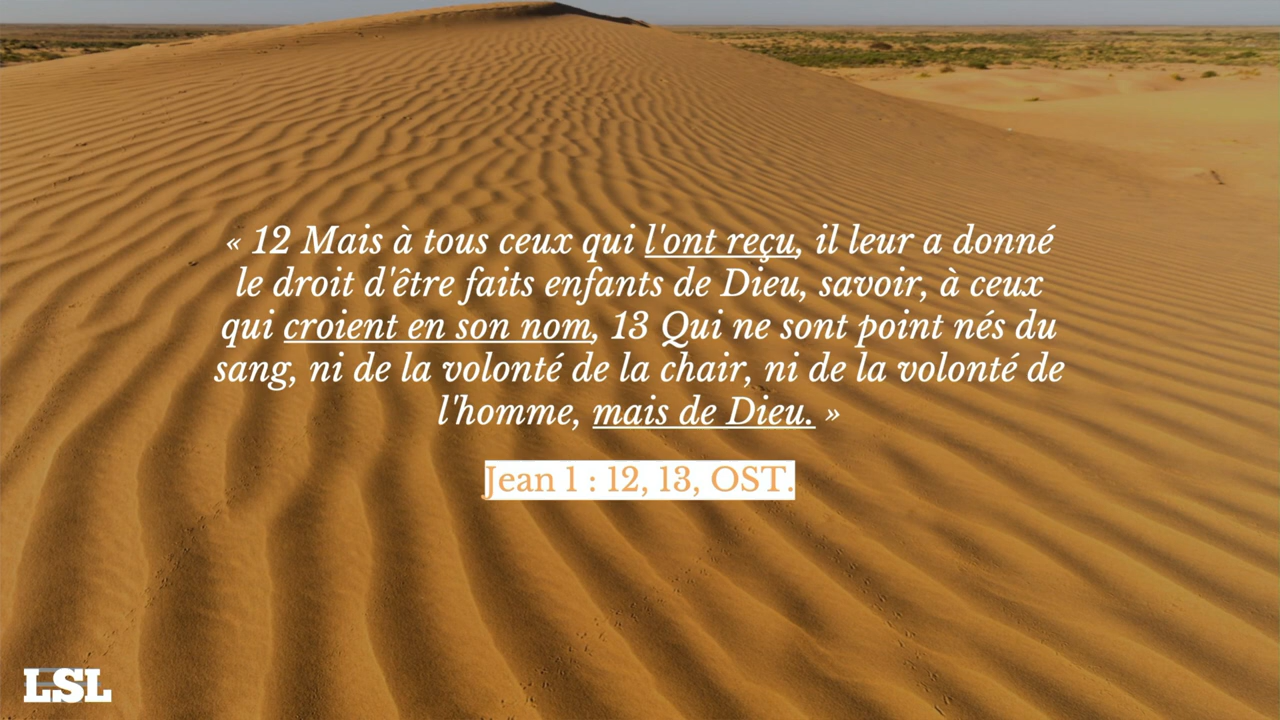 « 12 Mais à tous ceux qui l'ont reçu, il leur a donné
le droit d'être faits enfants de Dieu, savoir, à ceux
qui croient en son nom, 13 Qui ne sont point nés du
sang, ni de la volonté de la chair, ni de la volonté de
l'homme, mais de Dieu. »
Jean 1 : 12, 13, OST.
LSL